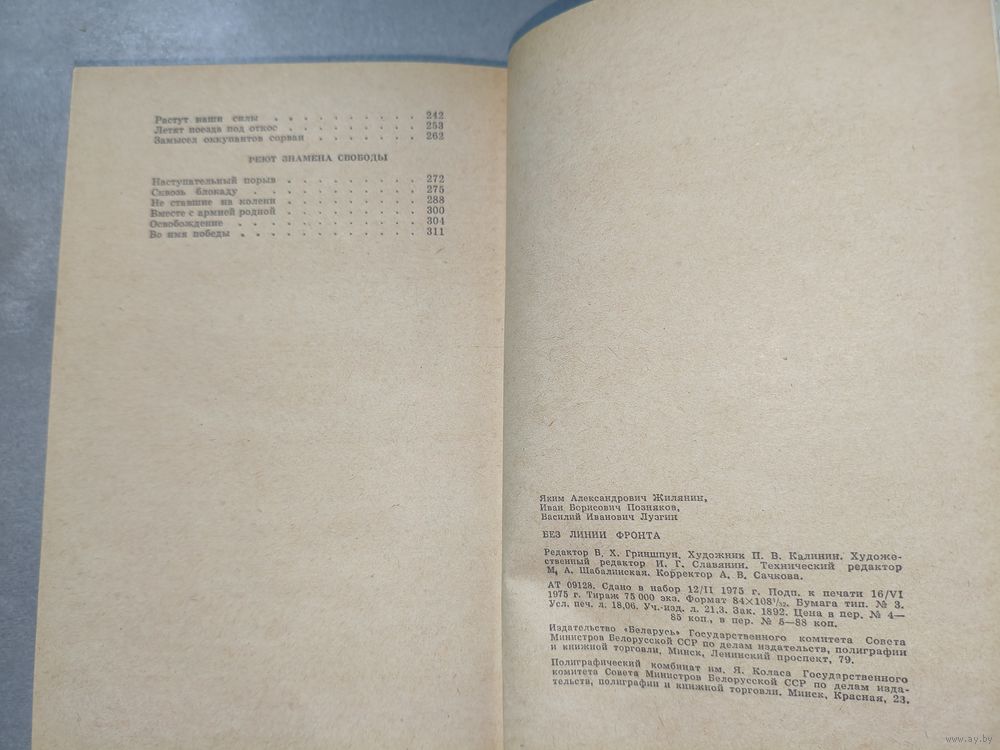 Растут наши силы . . . . . . . . . . 242
Летят поезда под откос . . . . . . . . . 253
Замысел оккупантов сорван . . . . . . . 262
РЕЮТ ЗНАМЕНА СВОБОДЫ
Наступательный порыв . . . . . . . . . 272
Сквозь блокаду . . . . . . . . . . . 275
Не ставшие на колени . . . . . . . . . 288
Вместе с армией родной . . . . . . . . . 300
Освобождение . . . . . . . . . . . . 304
Во имя победы . . . . . . . . . . . . 311
Яким Александрович Жилянин,
Иван Борисович Позняков,
Василий Иванович Лузгин
БЕЗ ЛИНИИ ФРОНТА
Редактор В. Х. Гриншпун. Художник П. В. Калинин. Художе-
ственный редактор И. Г. Славянин. Технический редактор
М. А. Шабалинская. Корректор А. В. Сачкова.
АТ 09128. Сдано в набор 12/II 1975 г. Подп. к печати 16/VI
1975 г. Тираж 75 000 экз. Формат 84×108¹/₃₂. Бумага тип. № 3.
Усл. печ. л. 18,06. Уч.-изд. л. 21,3. Зак. 1892. Цена в пер. № 4—
85 коп., в пер. № 5—88 коп.
Издательство «Беларусь» Государственного комитета Совета
Министров Белорусской ССР по делам издательств, полиграфии
и книжной торговли. Минск, Ленинский проспект, 79.
Полиграфический комбинат им. Я. Коласа Государственного
комитета Совета Министров Белорусской ССР по делам изда-
тельств, полиграфии и книжной торговли. Минск, Красная, 23.
www.ay.by